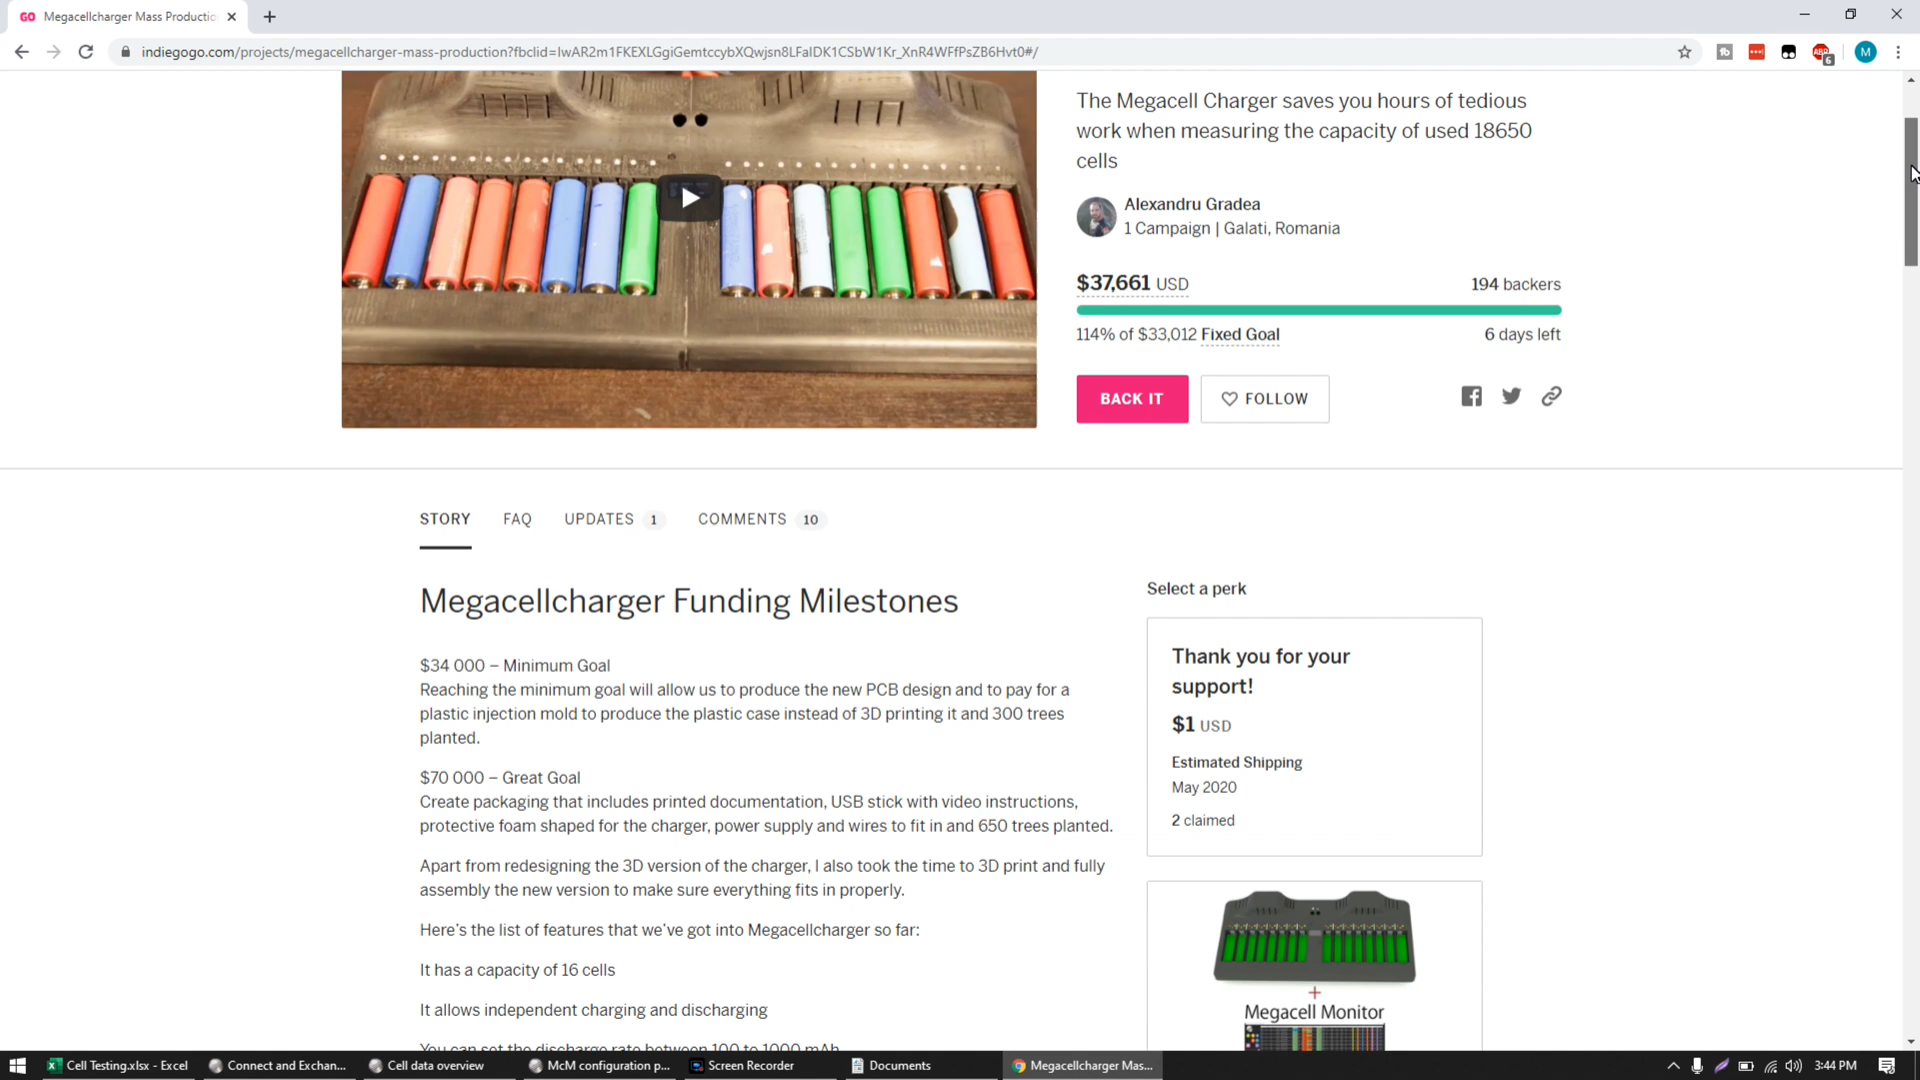 Megacellcharger Mass Productio
indiegogo.com/projects/megacellcharger-mass-production?fbclid=IwAR2m1FKEXLGgiGemtccybXQwjsn8LFaIDK1CSbW1Kr_XnR4WFfPsZB6Hvt0#/
M
6
The Megacell Charger saves you hours of tedious
work when measuring the capacity of used 18650
cells
Alexandru Gradea
1 Campaign | Galati, Romania
$37,661 USD
194 backers
114% of $33,012 Fixed Goal
6 days left
BACK IT
FOLLOW
STORY
FAQ
UPDATES 1
COMMENTS 10
Megacellcharger Funding Milestones
$34 000 – Minimum Goal
Reaching the minimum goal will allow us to produce the new PCB design and to pay for a
plastic injection mold to produce the plastic case instead of 3D printing it and 300 trees
planted.
$70 000 – Great Goal
Create packaging that includes printed documentation, USB stick with video instructions,
protective foam shaped for the charger, power supply and wires to fit in and 650 trees planted.
Apart from redesigning the 3D version of the charger, I also took the time to 3D print and fully
assembly the new version to make sure everything fits in properly.
Here's the list of features that we've got into Megacellcharger so far:
It has a capacity of 16 cells
It allows independent charging and discharging
You can set the discharge rate between 100 to 1000 mAh
Select a perk
Thank you for your
support!
$1 USD
Estimated Shipping
May 2020
2 claimed
+
Megacell Monitor
Cell Testing.xlsx - Excel
Connect and Exchan...
Cell data overview
McM configuration p...
Screen Recorder
Documents
Megacellcharger Mas...
3:44 PM